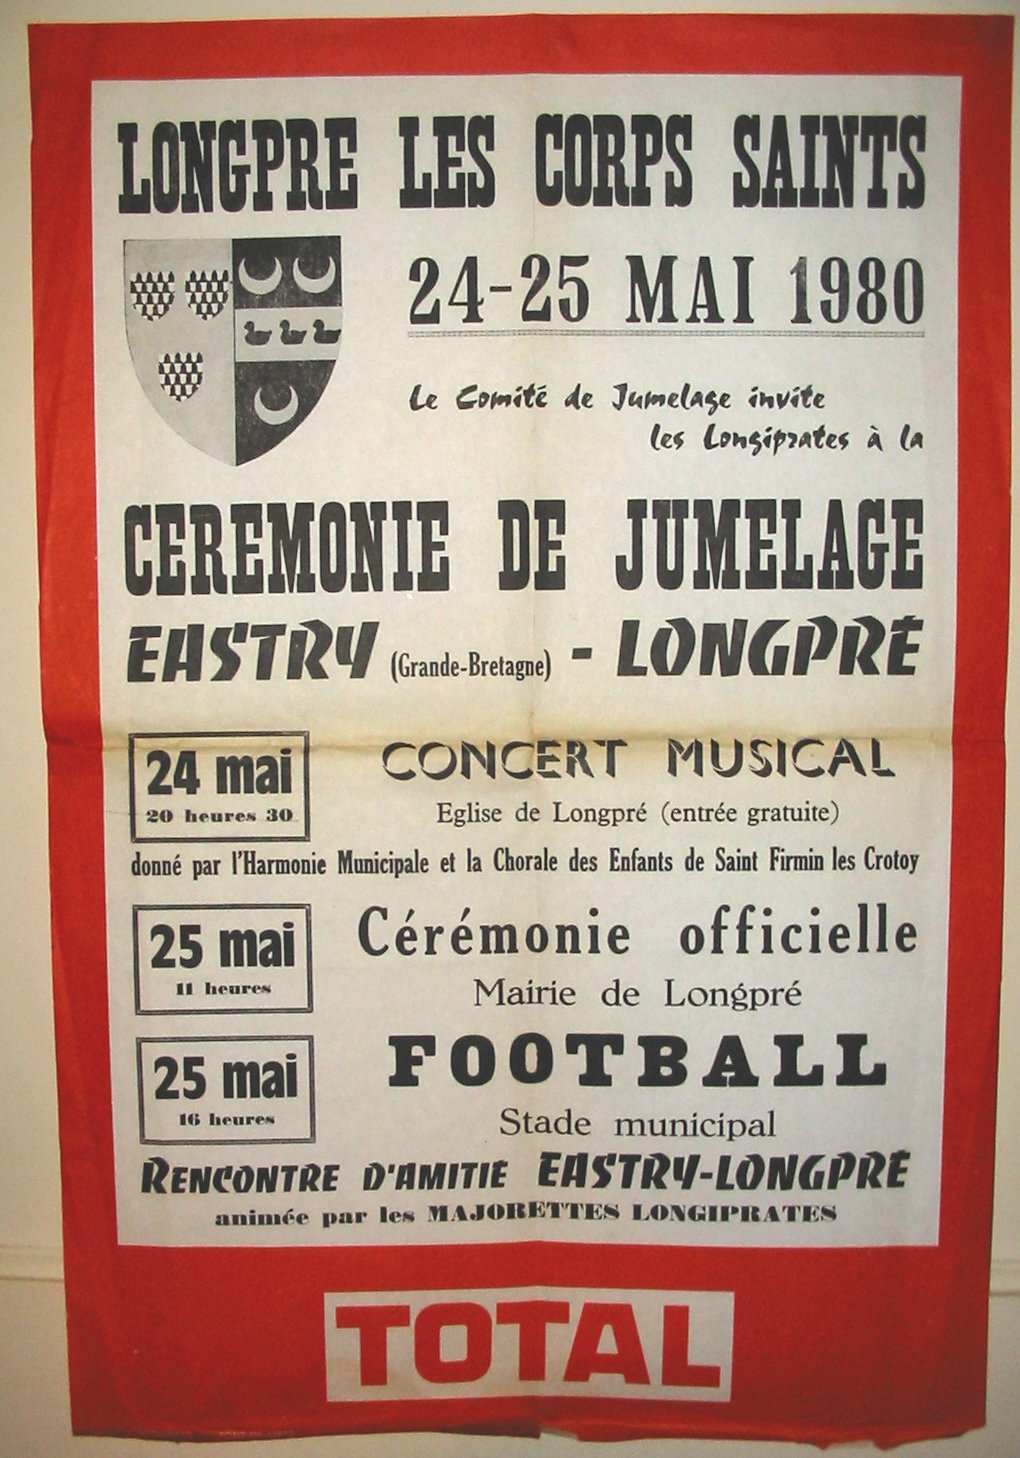 LONGPRE LES CORPS SAINTS
24-25 MAI 1980
Le Comité de Jumelage invite
les Longiprates à la
CEREMONIE DE JUMELAGE
EASTRY (Grande-Bretagne) - LONGPRÉ
24 mai
20 heures 30
CONCERT MUSICAL
Eglise de Longpré (entrée gratuite)
donné par l'Harmonie Municipale et la Chorale des Enfants de Saint Firmin les Crotoy
25 mai
11 heures
Cérémonie officielle
Mairie de Longpré
25 mai
16 heures
FOOTBALL
Stade municipal
RENCONTRE D'AMITIÉ EASTRY-LONGPRÉ
animée par les MAJORETTES LONGIPRATES
TOTAL